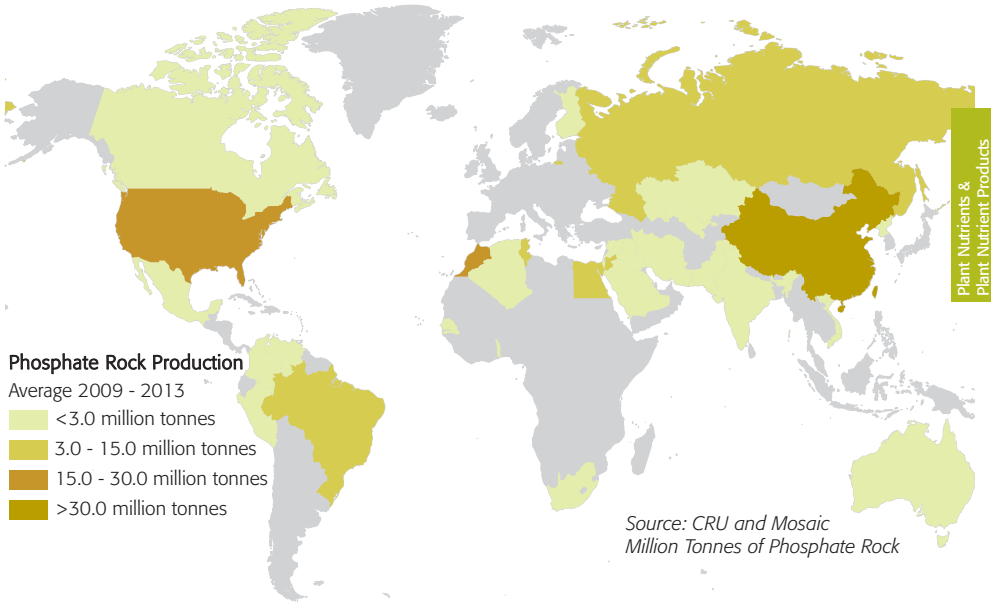 Phosphate Rock Production
Average 2009 - 2013
<3.0 million tonnes
3.0 - 15.0 million tonnes
15.0 - 30.0 million tonnes
>30.0 million tonnes
Source: CRU and Mosaic
Million Tonnes of Phosphate Rock
Plant Nutrients &
Plant Nutrient Products